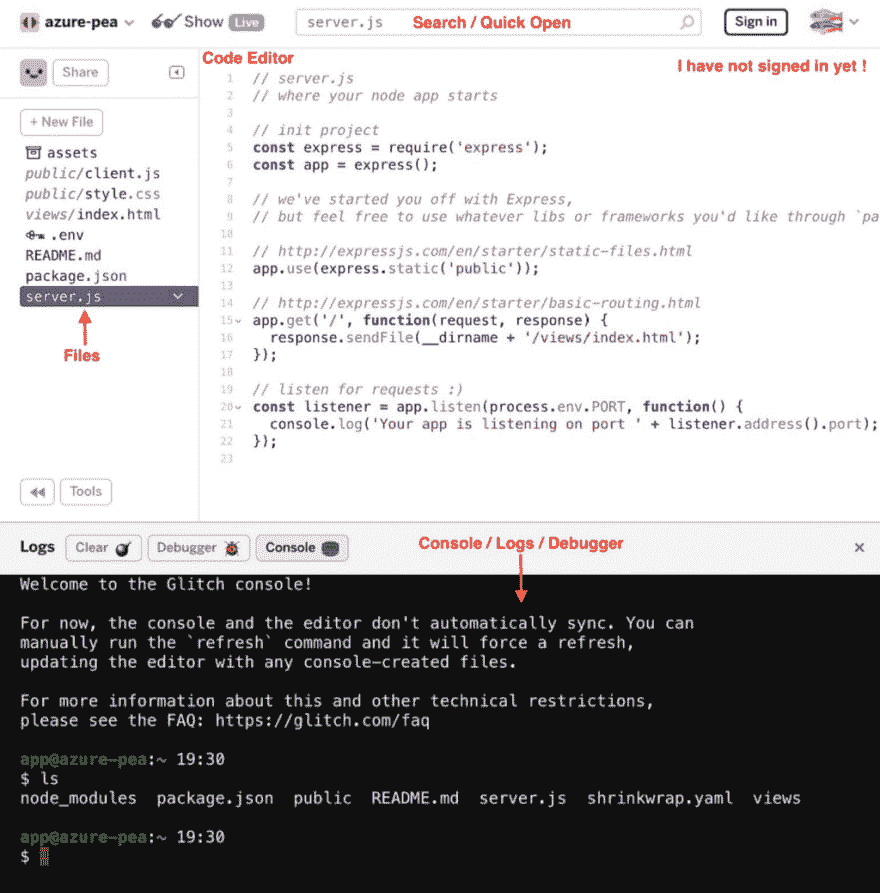 azure-pea Show Live server.js Search / Quick Open Sign in
Share
Code Editor
I have not signed in yet !
+ New File
assets
public/client.js
public/style.css
views/index.html
.env
README.md
package.json
server.js
Files
Tools
1 // server.js
2 // where your node app starts
3
4 // init project
5 const express = require('express');
6 const app = express();
7
8 // we've started you off with Express,
9 // but feel free to use whatever libs or frameworks you'd like through `pa
10
11 // http://expressjs.com/en/starter/static-files.html
12 app.use(express.static('public'));
13
14 // http://expressjs.com/en/starter/basic-routing.html
15 app.get('/', function(request, response) {
16 response.sendFile(__dirname + '/views/index.html');
17 });
18
19 // listen for requests :)
20 const listener = app.listen(process.env.PORT, function() {
21 console.log('Your app is listening on port ' + listener.address().port);
22 });
23
Logs Clear Debugger Console Console / Logs / Debugger
Welcome to the Glitch console!
For now, the console and the editor don't automatically sync. You can
manually run the `refresh` command and it will force a refresh,
updating the editor with any console-created files.
For more information about this and other technical restrictions,
please see the FAQ: https://glitch.com/faq
app@azure-pea:~ 19:30
$ ls
node_modules package.json public README.md server.js shrinkwrap.yaml views
app@azure-pea:~ 19:30
$